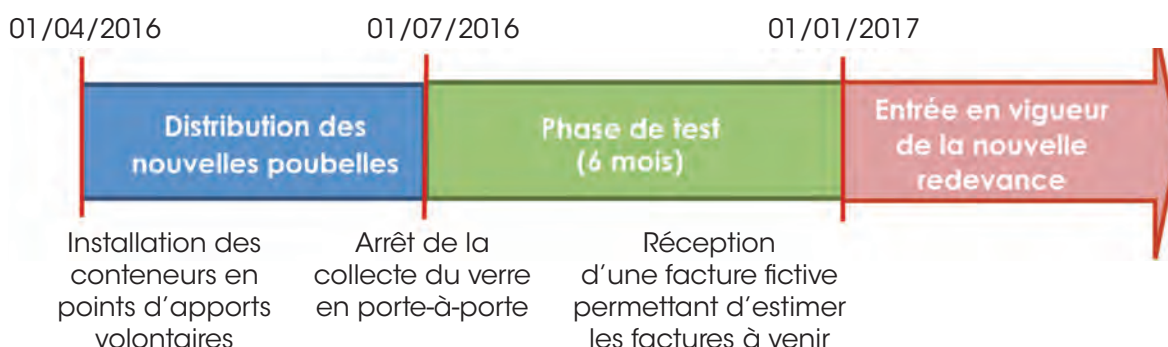 01/04/2016
01/07/2016
01/01/2017
Distribution des
nouvelles poubelles
Phase de test
(6 mois)
Entrée en vigueur
de la nouvelle
redevance
Installation des
conteneurs en
points d'apports
volontaires
Arrêt de la
collecte du verre
en porte-à-porte
Réception
d'une facture fictive
permettant d'estimer
les factures à venir